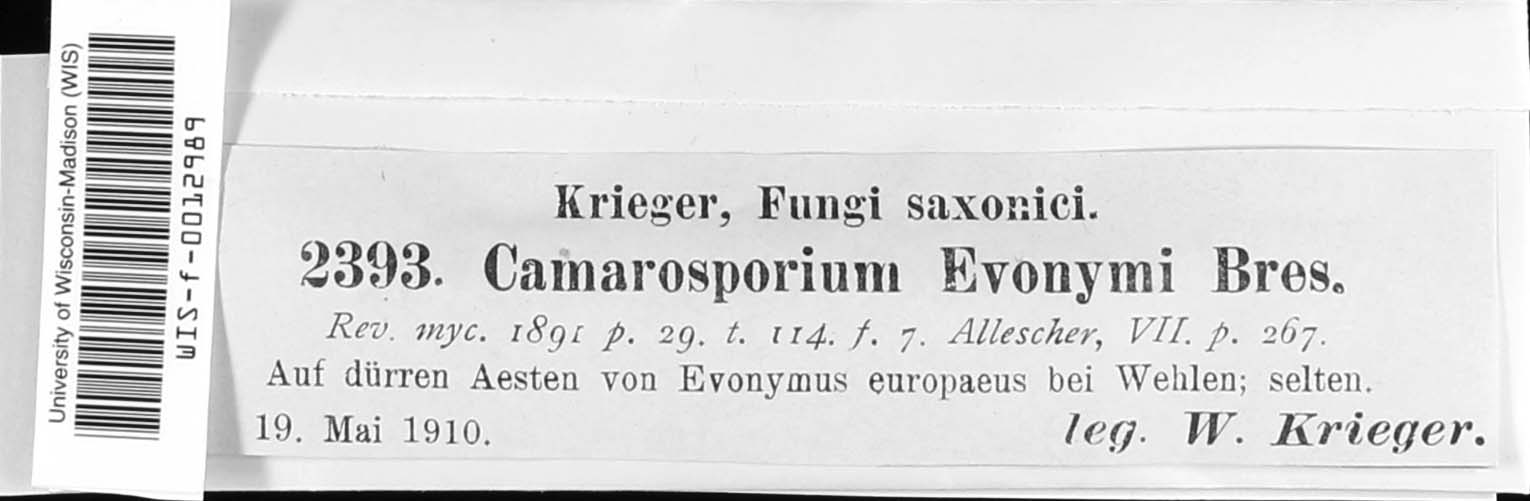 University of Wisconsin-Madison (WIS)
WIS-f-0012989
Krieger, Fungi saxonici.
2393. Camarosporium Evonymi Bres.
Rev. myc. 1891 p. 29. t. 114. f. 7. Allescher, VII. p. 267.
Auf dürren Aesten von Evonymus europaeus bei Wehlen; selten.
19. Mai 1910. leg. W. Krieger.